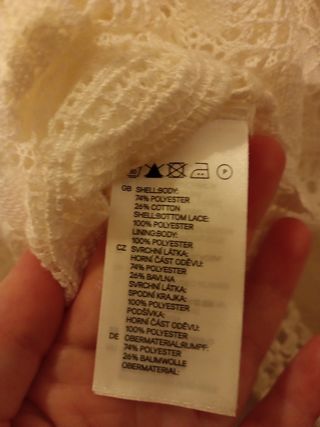 P
GB SHELL:BODY:
74% POLYESTER
26% COTTON
SHELL:BOTTOM LACE:
100% POLYESTER
LINING:BODY:
100% POLYESTER
CZ SVRCHNÍ LÁTKA:
HORNÍ ČÁST ODĚVU:
74% POLYESTER
26% BAVLNA
SVRCHNÍ LÁTKA:
SPODNÍ KRAJKA:
100% POLYESTER
PODŠÍVKA:
HORNÍ ČÁST ODĚVU:
100% POLYESTER
DE OBERMATERIAL:RUMPF:
74% POLYESTER
26% BAUMWOLLE
OBERMATERIAL: